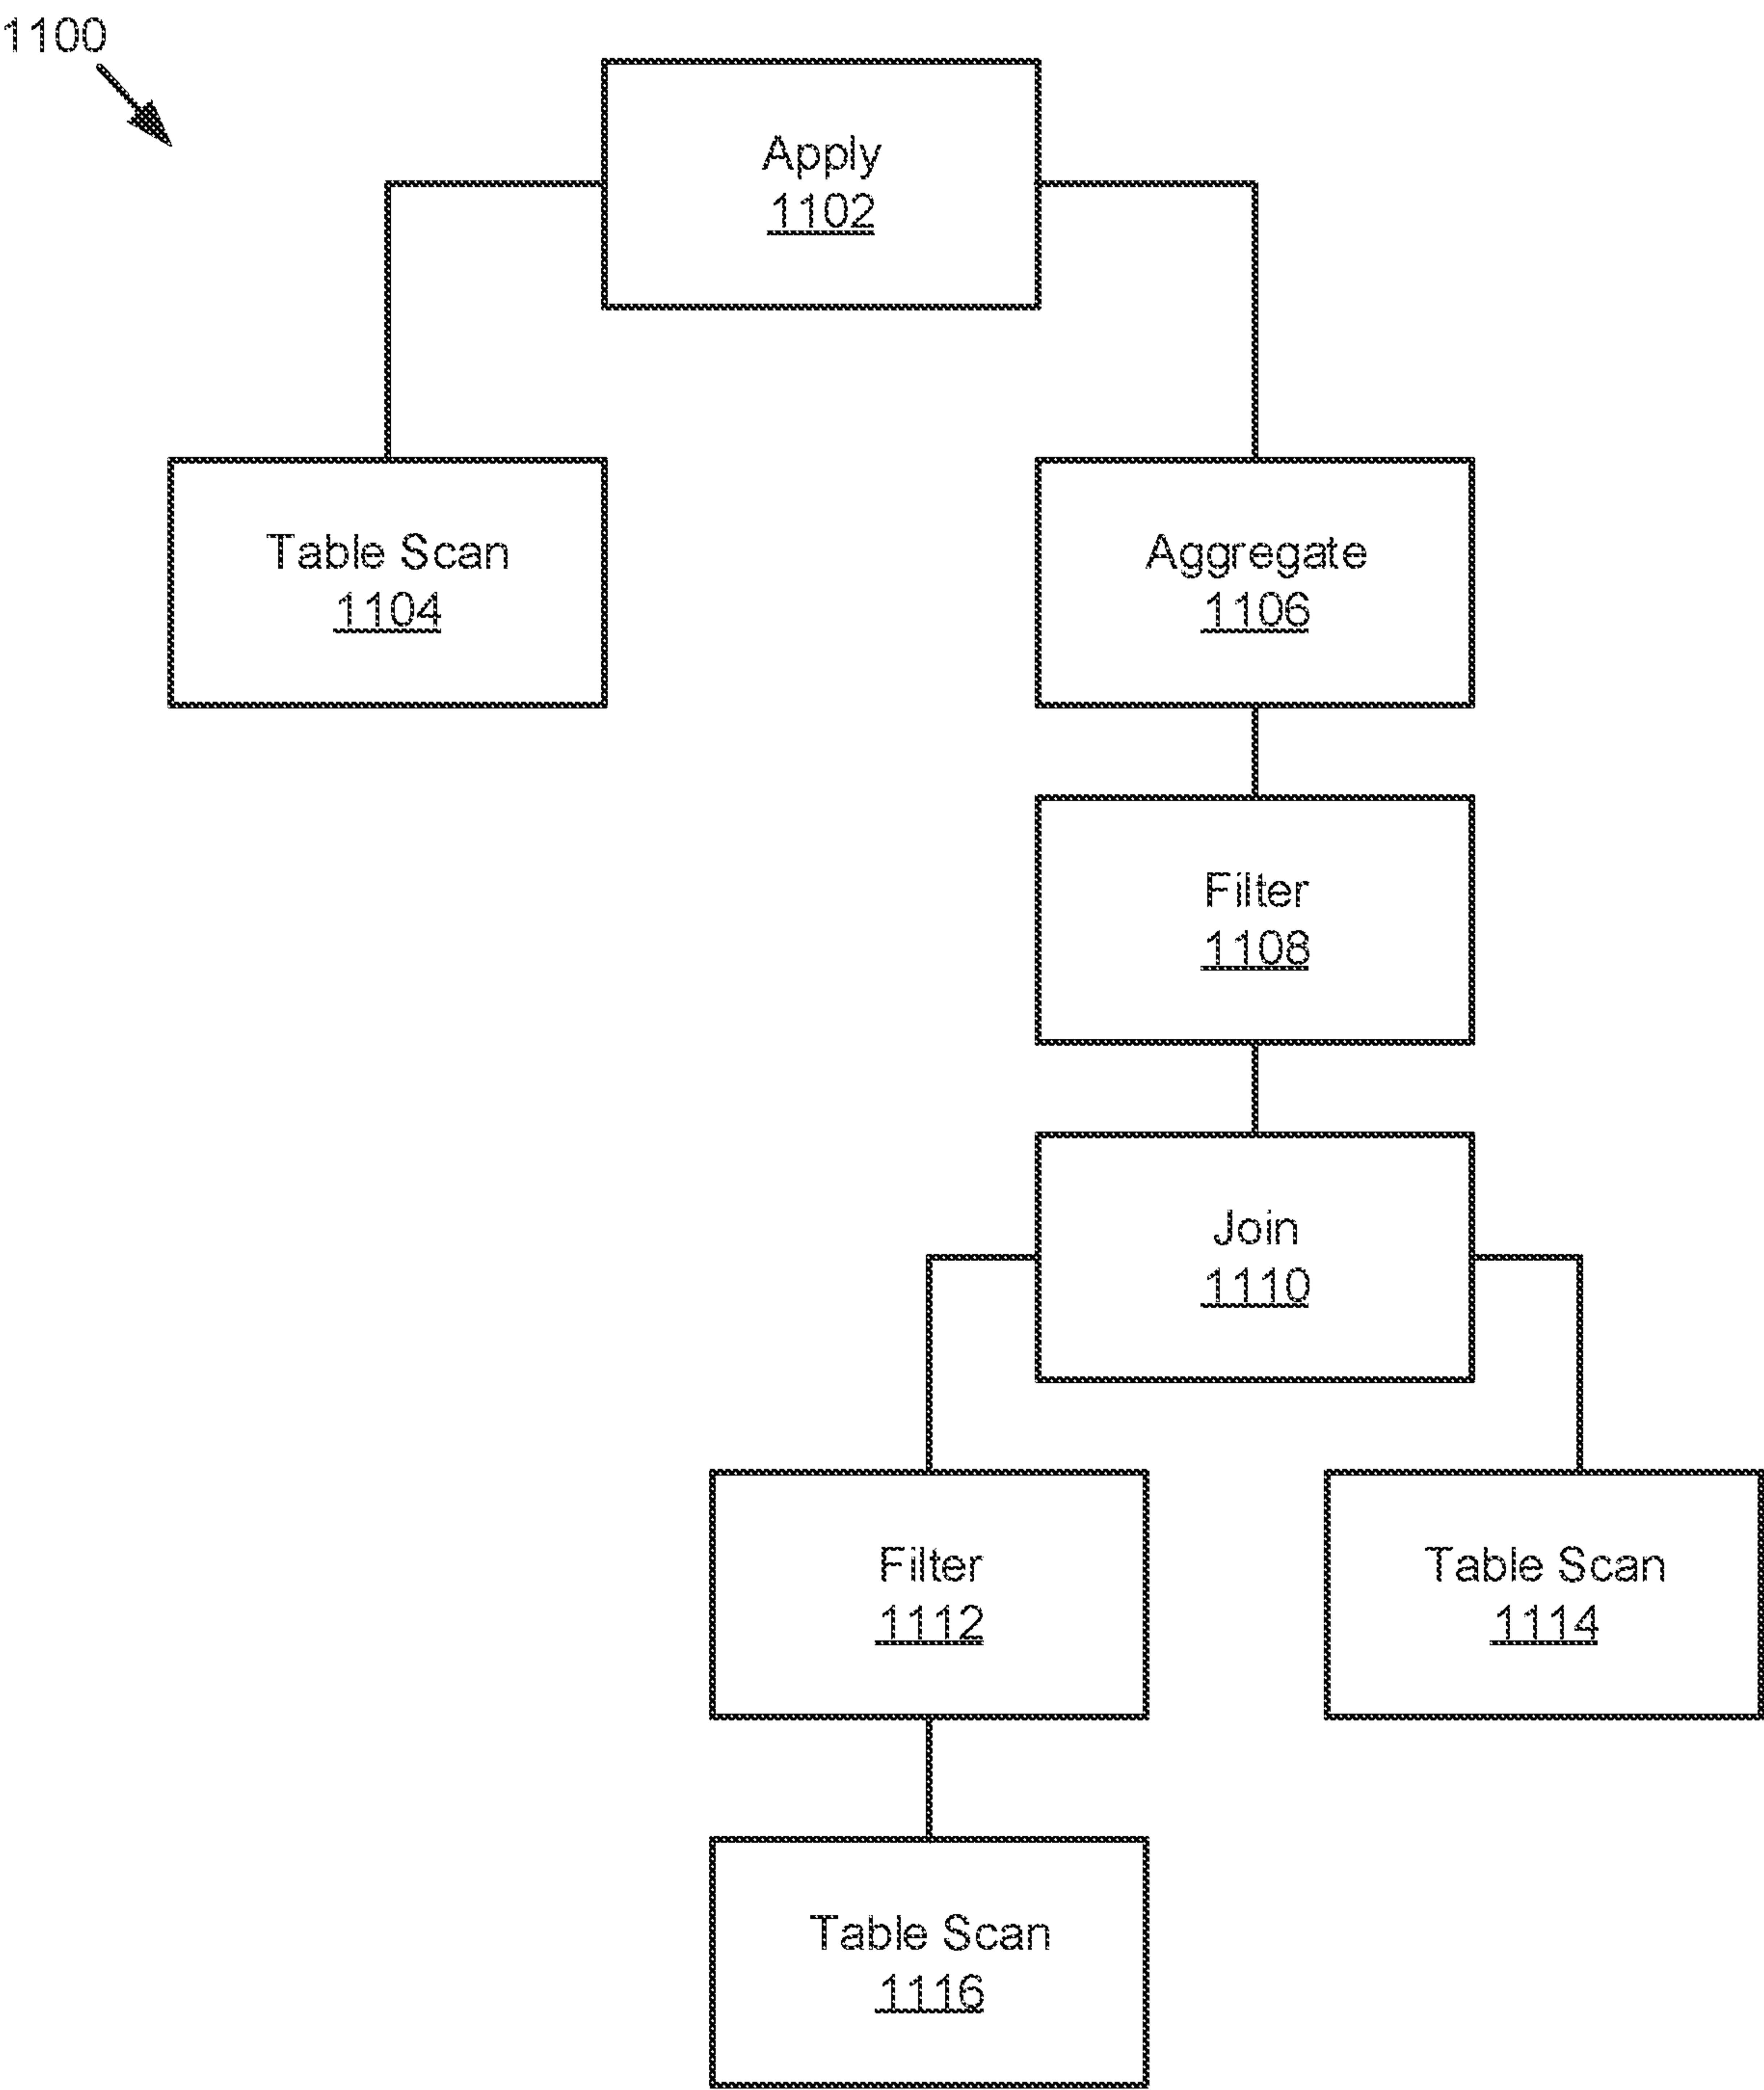 1100
Apply
1102
Table Scan
1104
Aggregate
1106
Filter
1108
Join
1110
Filter
1112
Table Scan
1114
Table Scan
1116